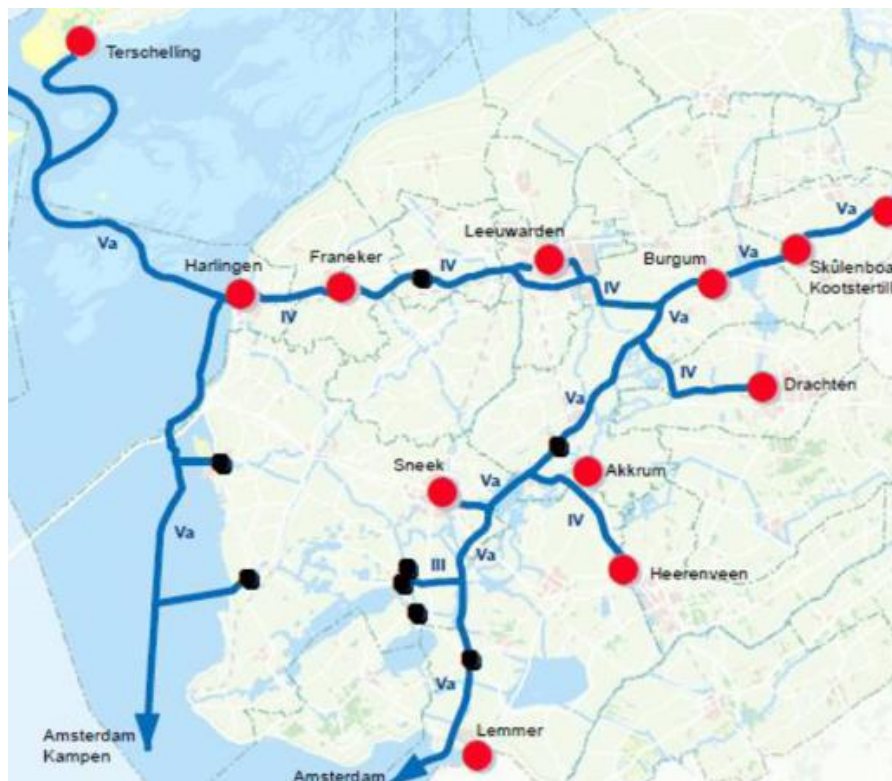 Terschelling
Va
Harlingen
Franeker
Leeuwarden
IV
IV
IV
Burgum
Va
Va
Skûlenboa
Kootstertill
Va
IV
Drachten
Va
Sneek
Va
Akkrum
IV
Heerenveen
Va
Va
III
Va
Lemmer
Amsterdam
Kampen
Amsterdam